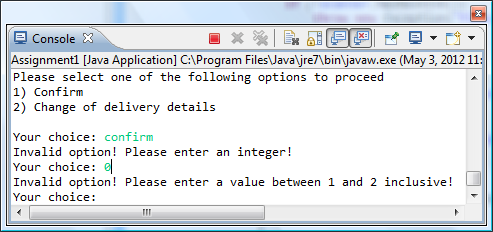 Console
Assignment1 [Java Application] C:\Program Files\Java\jre7\bin\javaw.exe (May 3, 2012 11:
Please select one of the following options to proceed
1) Confirm
2) Change of delivery details
Your choice: confirm
Invalid option! Please enter an integer!
Your choice: 0
Invalid option! Please enter a value between 1 and 2 inclusive!
Your choice: